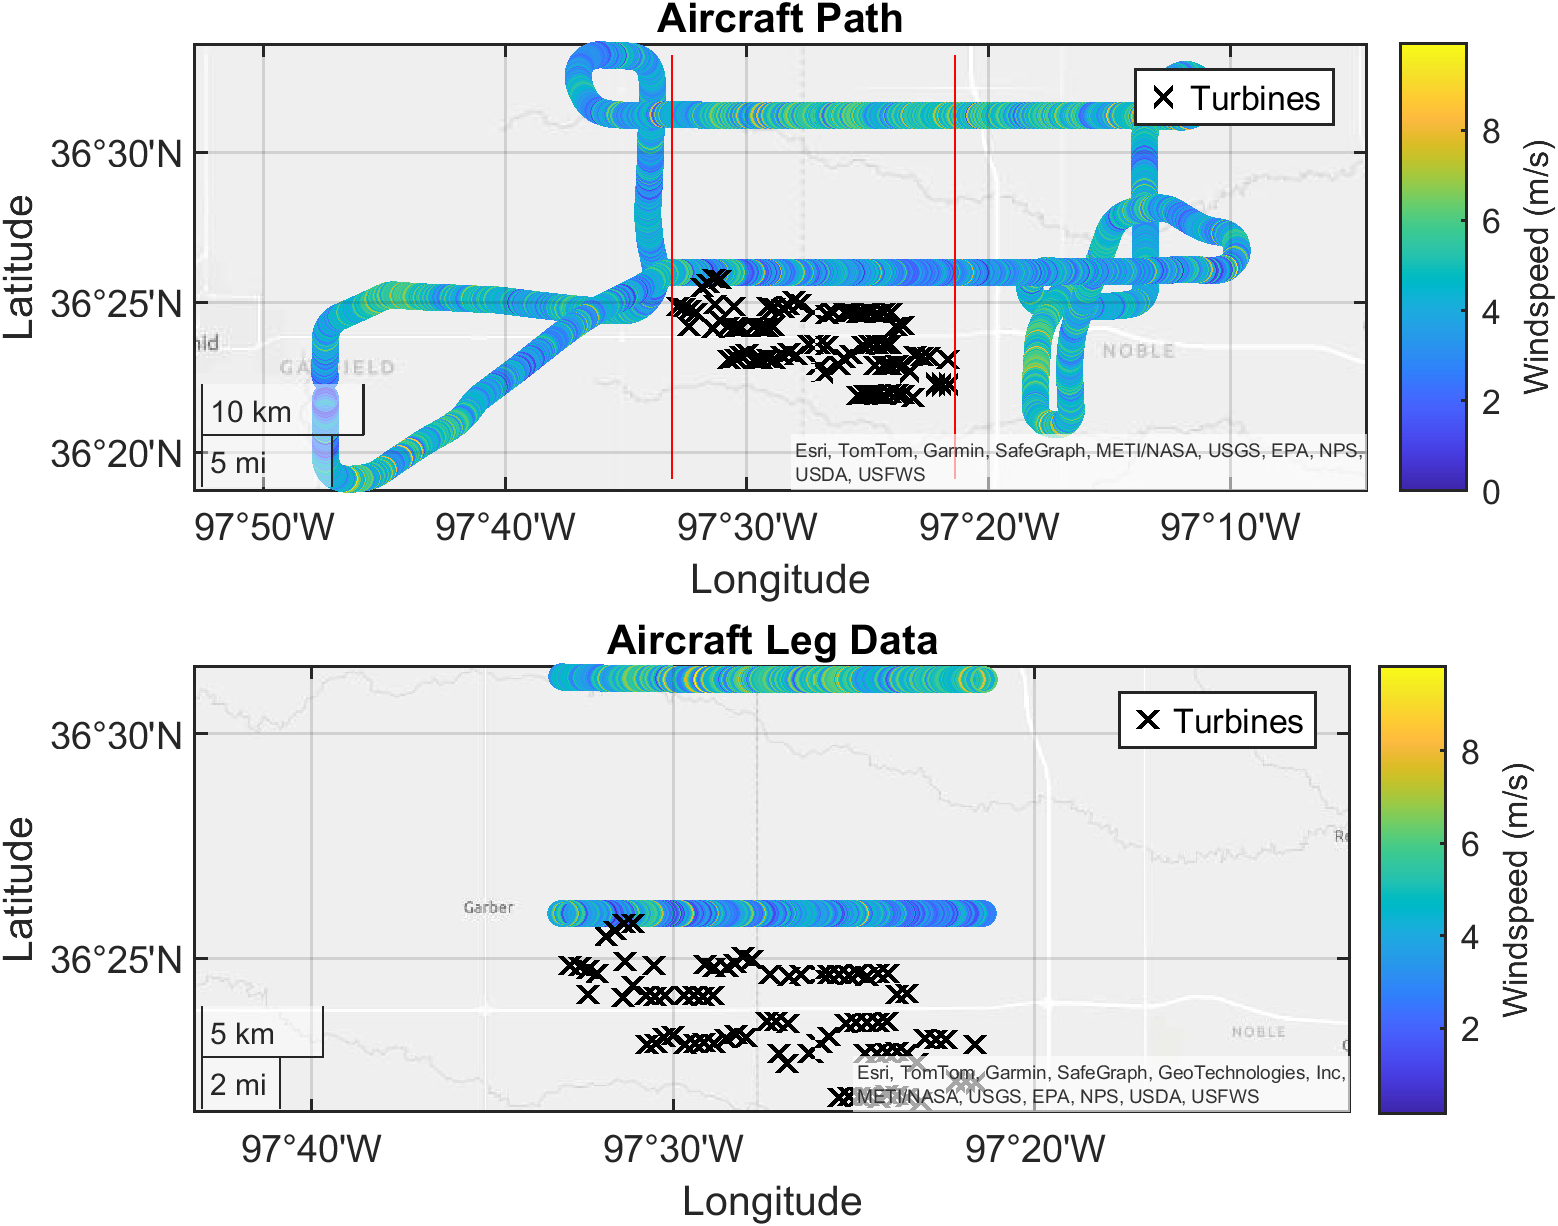 Aircraft Path
Turbines
36°30'N
36°25'N
36°20'N
Latitude
nid
GARFIELD
NOBLE
10 km
5 mi
Esri, TomTom, Garmin, SafeGraph, METI/NASA, USGS, EPA, NPS,
USDA, USFWS
97°50'W 97°40'W 97°30'W 97°20'W 97°10'W
Longitude
8
6
4
2
0
Windspeed (m/s)
Aircraft Leg Data
Turbines
36°30'N
36°25'N
Latitude
Garber
Re
NOBLE
5 km
2 mi
Esri, TomTom, Garmin, SafeGraph, GeoTechnologies, Inc,
METI/NASA, USGS, EPA, NPS, USDA, USFWS
97°40'W 97°30'W 97°20'W
Longitude
8
6
4
2
Windspeed (m/s)